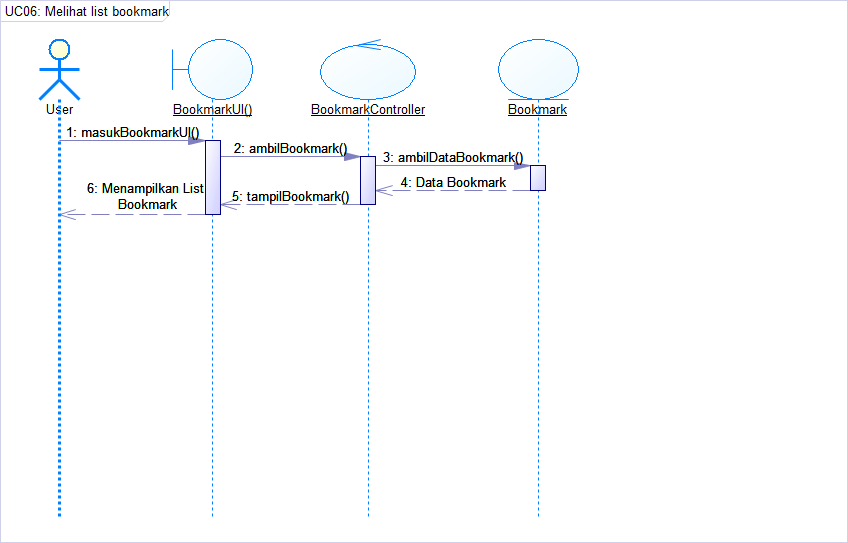 UC06: Melihat list bookmark
User
BookmarkUI()
BookmarkController
Bookmark
1: masukBookmarkUI()
2: ambilBookmark()
3: ambilDataBookmark()
4: Data Bookmark
5: tampilBookmark()
6: Menampilkan List
Bookmark